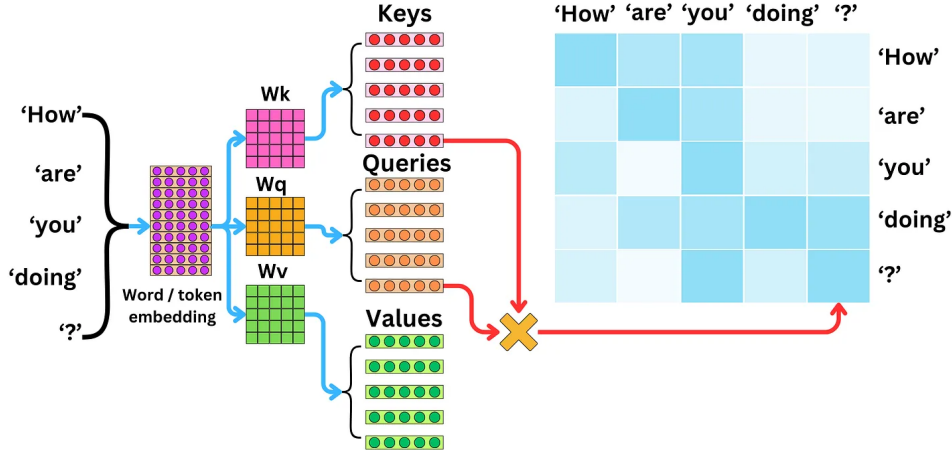 ‘How’
‘are’
‘you’
‘doing’
‘?’
Word / token
embedding
Wk
Wq
Wv
Keys
Queries
Values
‘How’ ‘are’ ‘you’ ‘doing’ ‘?’
‘How’
‘are’
‘you’
‘doing’
‘?’